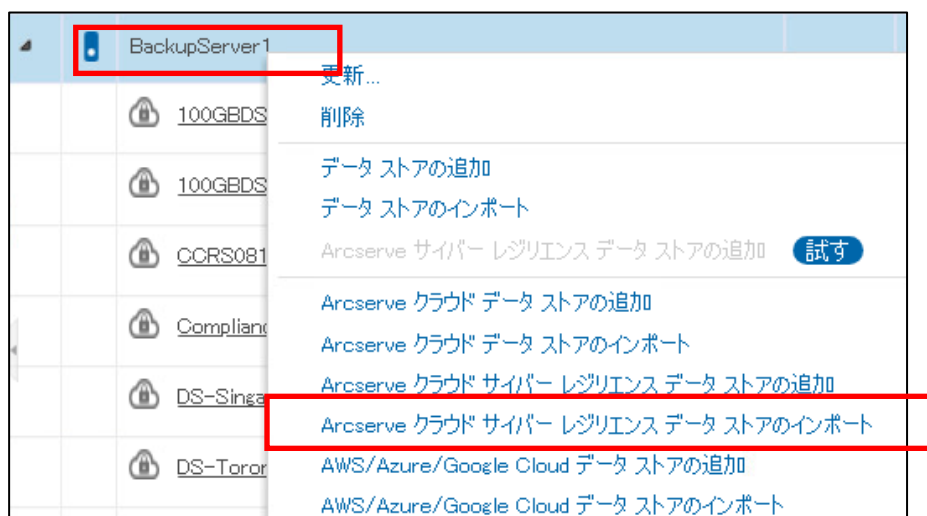 BackupServer1
更新...
削除
100GBDS
データ ストアの追加
100GBDS
データ ストアのインポート
CCRS081
Arcserve サイバー レジリエンス データ ストアの追加 試す
Arcserve クラウド データ ストアの追加
Complianc
Arcserve クラウド データ ストアのインポート
Arcserve クラウド サイバー レジリエンス データ ストアの追加
DS-Singa
Arcserve クラウド サイバー レジリエンス データ ストアのインポート
DS-Toror
AWS/Azure/Google Cloud データ ストアの追加
AWS/Azure/Google Cloud データ ストアのインポート